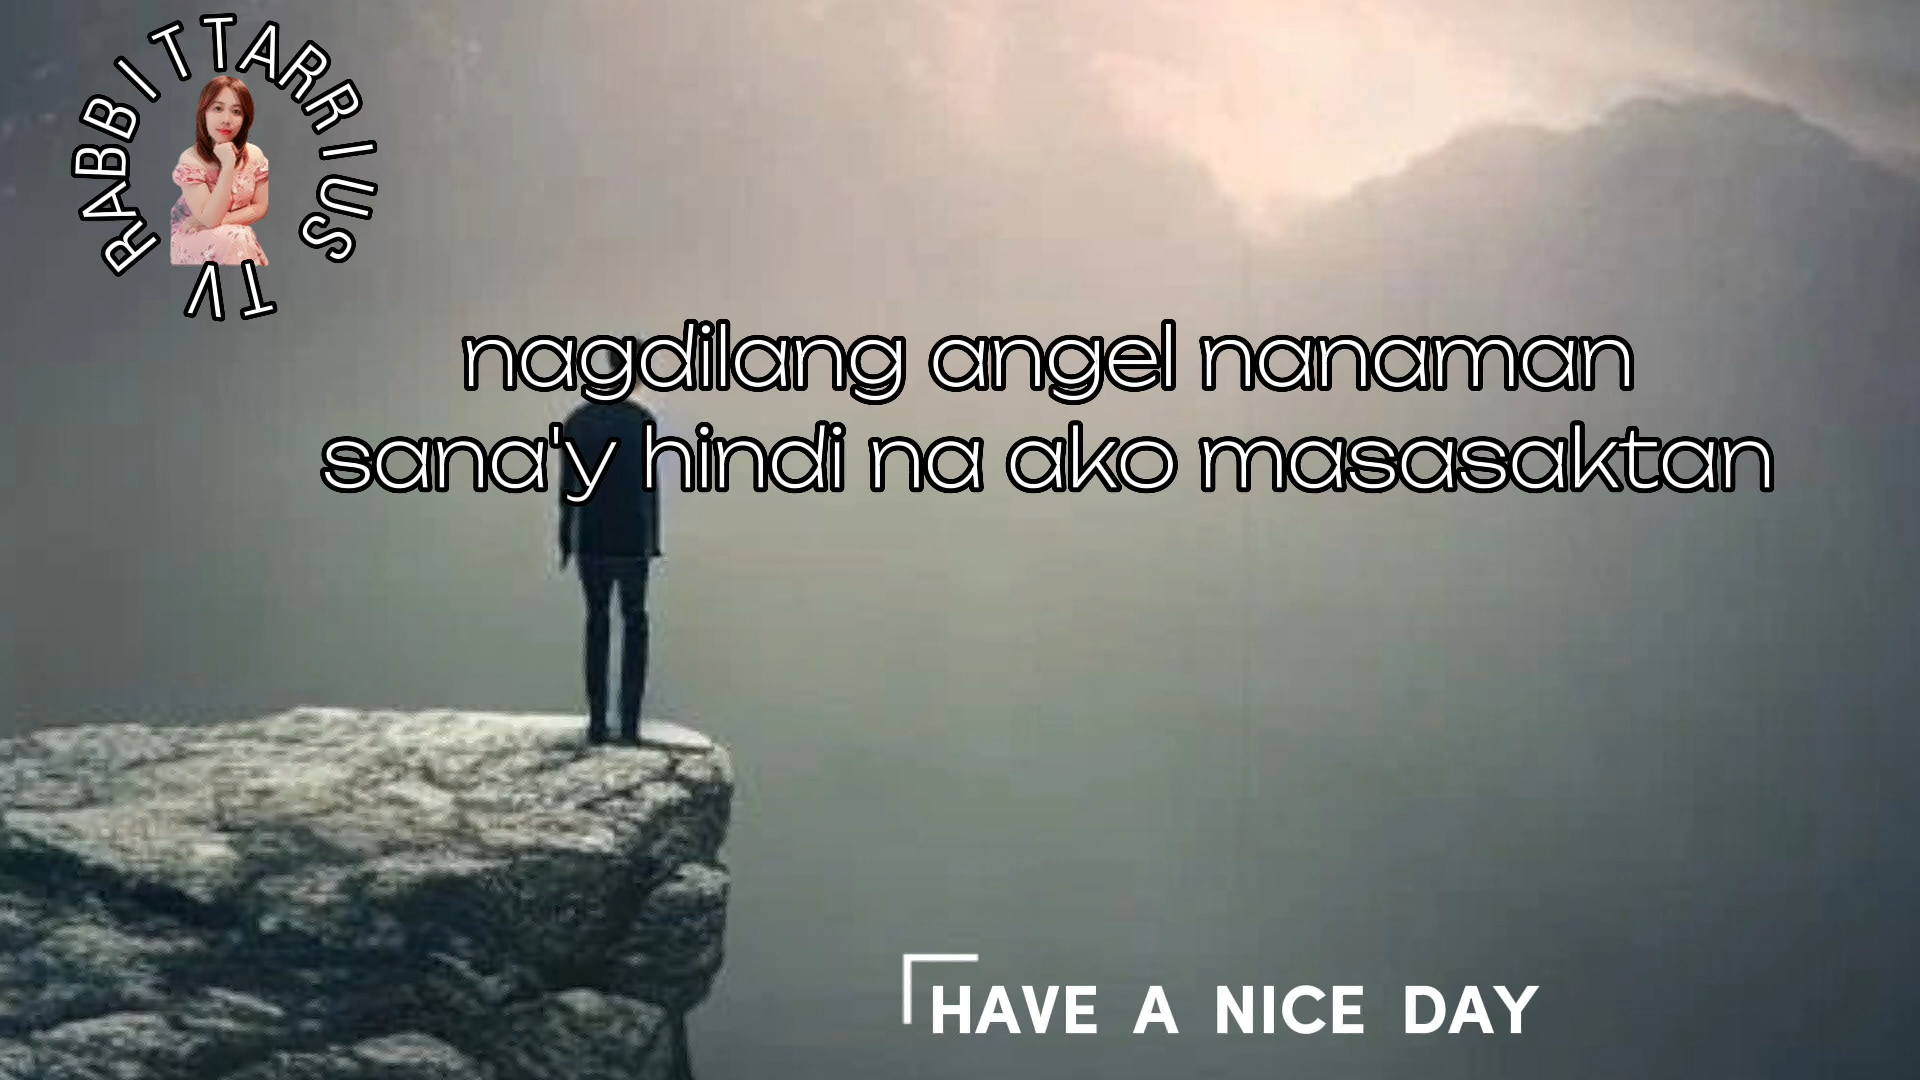 RABBITTARRIUS TV
nagdilang angel nanaman
sana'y hindi na ako masasaktan
HAVE A NICE DAY